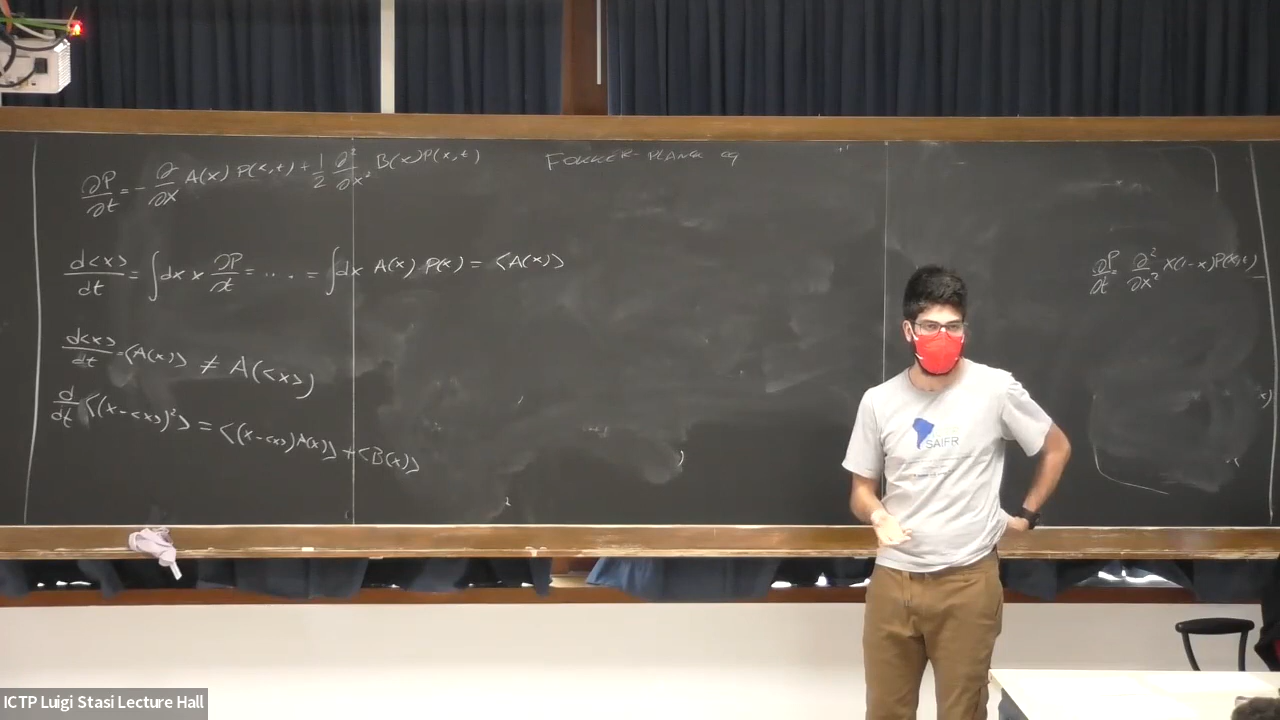 ∂P/∂t = - ∂/∂x A(x) P(x,t) + 1/2 ∂²/∂x² B(x)P(x,t) FOKKER-PLANCK eq
d<x>/dt = ∫dx x ∂P/∂t = .... = ∫dx A(x) P(x) = <A(x)>
∂P/∂t = ∂²/∂x² x(1-x)P(x,t)
d<x>/dt = <A(x)> ≠ A(<x>)
d/dt <(x-<x>)²> = <(x-<x>)A(x)> + <B(x)>
SAIFR
ICTP Luigi Stasi Lecture Hall